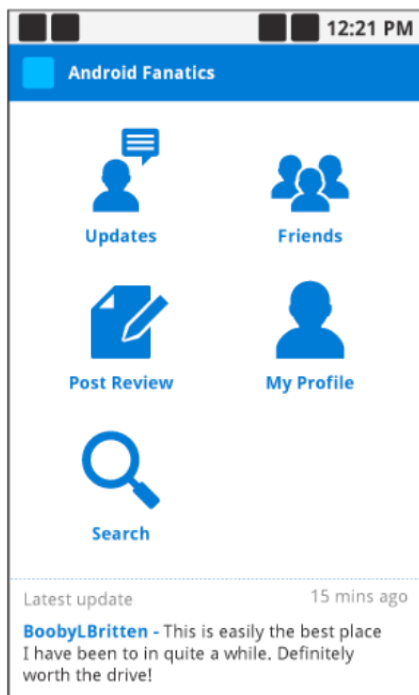 12:21 PM
Android Fanatics
Updates
Friends
Post Review
My Profile
Search
Latest update
15 mins ago
BoobyLBritten - This is easily the best place
I have been to in quite a while. Definitely
worth the drive!